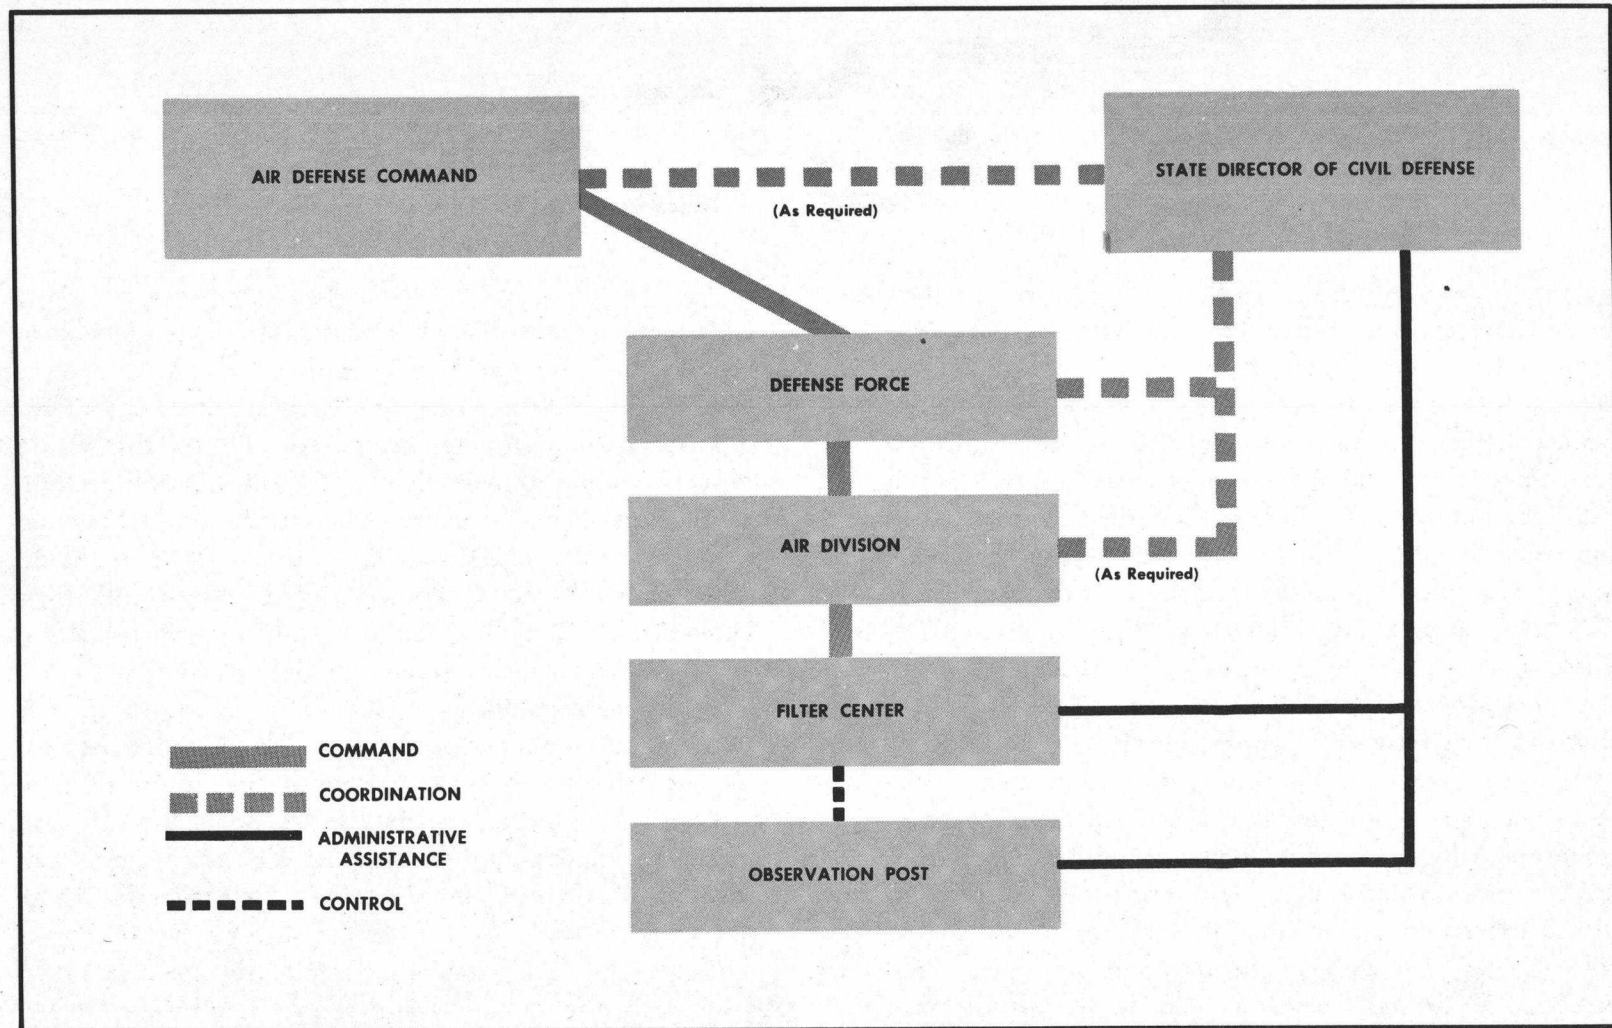 AIR DEFENSE COMMAND
STATE DIRECTOR OF CIVIL DEFENSE
(As Required)
DEFENSE FORCE
AIR DIVISION
(As Required)
FILTER CENTER
OBSERVATION POST
COMMAND
COORDINATION
ADMINISTRATIVE
ASSISTANCE
CONTROL